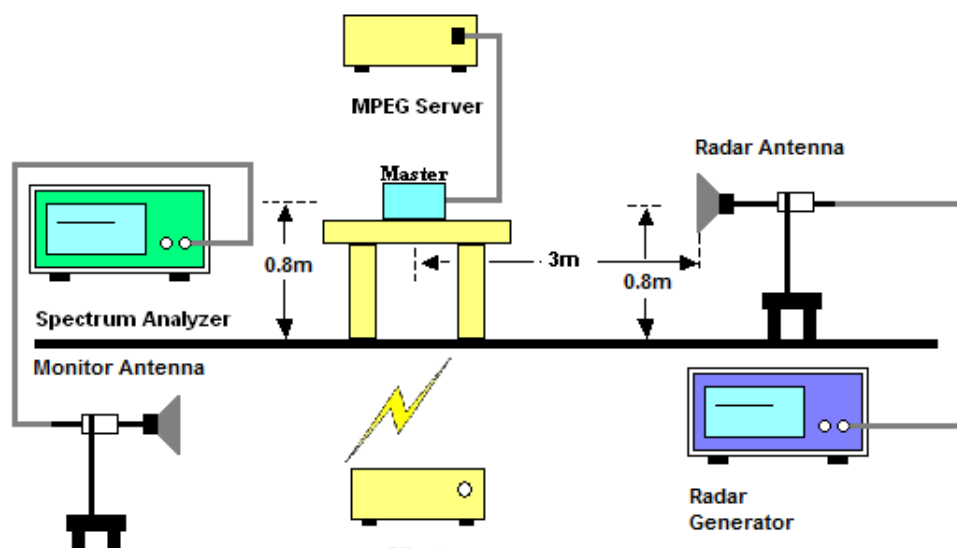 MPEG Server
Master
Radar Antenna
0.8m
3m
0.8m
Spectrum Analyzer
Monitor Antenna
Radar
Generator